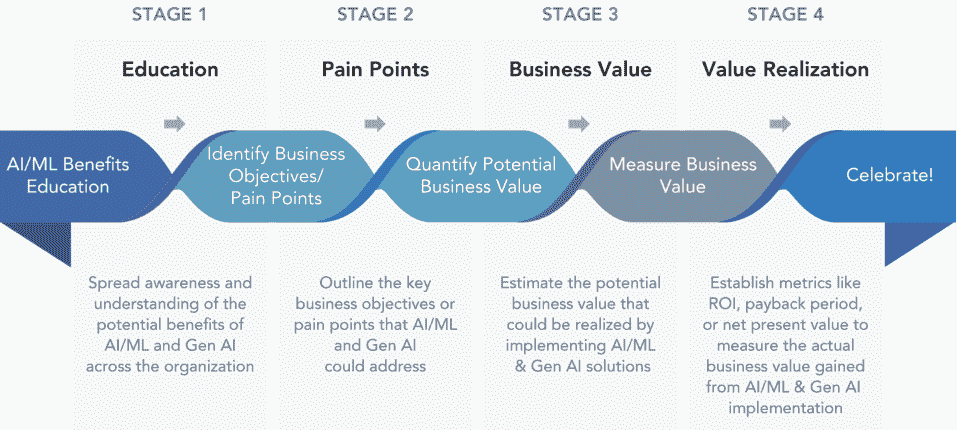 STAGE 1
STAGE 2
STAGE 3
STAGE 4
Education
Pain Points
Business Value
Value Realization
AI/ML Benefits
Education
Identify Business
Objectives/
Pain Points
Quantify Potential
Business Value
Measure Business
Value
Celebrate!
Spread awareness and
understanding of the
potential benefits of
AI/ML and Gen AI
across the organization
Outline the key
business objectives or
pain points that AI/ML
and Gen AI
could address
Estimate the potential
business value that
could be realized by
implementing AI/ML
& Gen AI solutions
Establish metrics like
ROI, payback period,
or net present value to
measure the actual
business value gained
from AI/ML & Gen AI
implementation